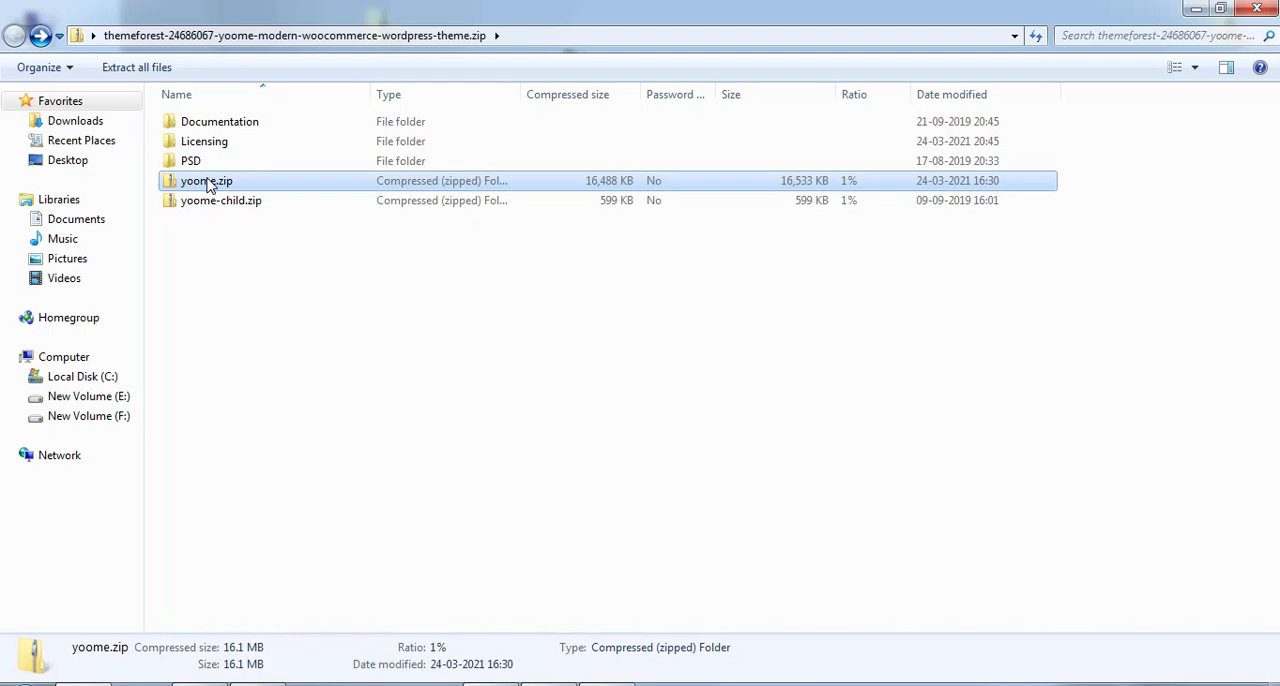 themeforest-24686067-yoome-modern-woocommerce-wordpress-theme.zip
Search themeforest-24686067-yoome-...
Organize Extract all files
Name Type Compressed size Password ... Size Ratio Date modified
Documentation File folder 21-09-2019 20:45
Licensing File folder 24-03-2021 20:45
PSD File folder 17-08-2019 20:33
yoome.zip Compressed (zipped) Fol... 16,488 KB No 16,533 KB 1% 24-03-2021 16:30
yoome-child.zip Compressed (zipped) Fol... 599 KB No 599 KB 1% 09-09-2019 16:01
Favorites
Downloads
Recent Places
Desktop
Libraries
Documents
Music
Pictures
Videos
Homegroup
Computer
Local Disk (C:)
New Volume (E:)
New Volume (F:)
Network
yoome.zip Compressed size: 16.1 MB Ratio: 1% Type: Compressed (zipped) Folder
Size: 16.1 MB Date modified: 24-03-2021 16:30